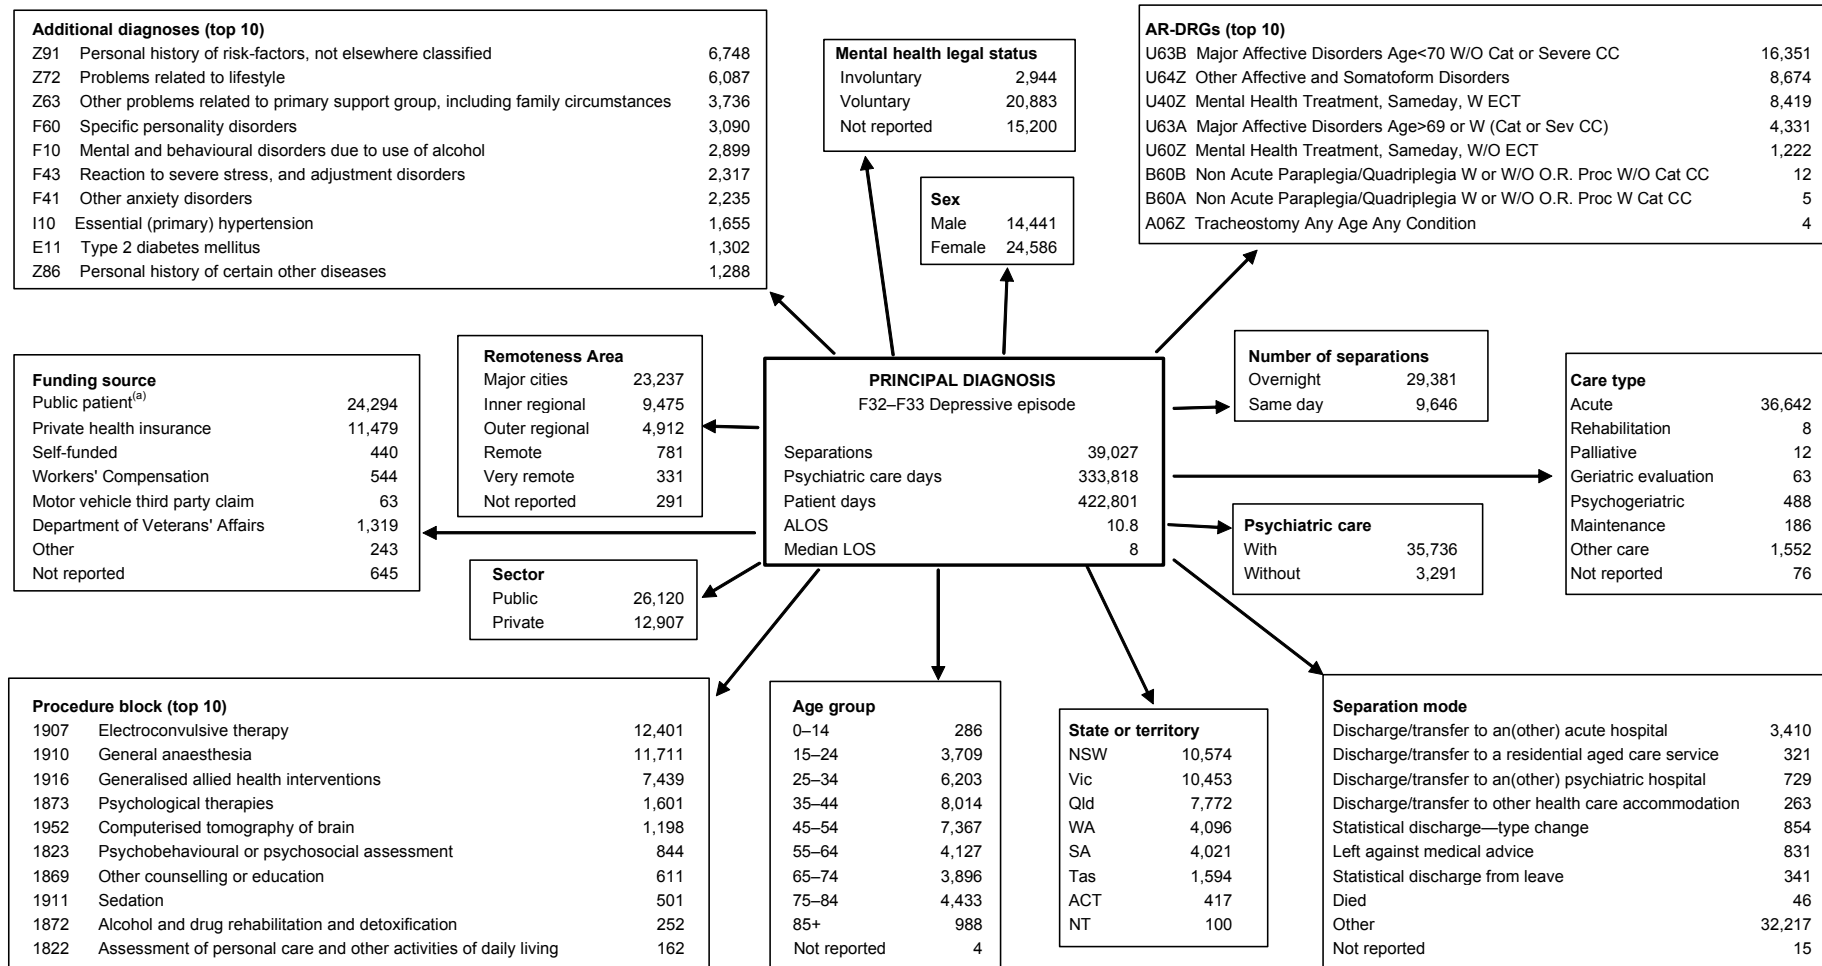 Additional diagnoses (top 10)
Z91 Personal history of risk-factors, not elsewhere classified 6,748
Z72 Problems related to lifestyle 6,087
Z63 Other problems related to primary support group, including family circumstances 3,736
F60 Specific personality disorders 3,090
F10 Mental and behavioural disorders due to use of alcohol 2,899
F43 Reaction to severe stress, and adjustment disorders 2,317
F41 Other anxiety disorders 2,235
I10 Essential (primary) hypertension 1,655
E11 Type 2 diabetes mellitus 1,302
Z86 Personal history of certain other diseases 1,288
Mental health legal status
Involuntary 2,944
Voluntary 20,883
Not reported 15,200
Sex
Male 14,441
Female 24,586
AR-DRGs (top 10)
U63B Major Affective Disorders Age<70 W/O Cat or Severe CC 16,351
U64Z Other Affective and Somatoform Disorders 8,674
U40Z Mental Health Treatment, Sameday, W ECT 8,419
U63A Major Affective Disorders Age>69 or W (Cat or Sev CC) 4,331
U60Z Mental Health Treatment, Sameday, W/O ECT 1,222
B60B Non Acute Paraplegia/Quadriplegia W or W/O O.R. Proc W/O Cat CC 12
B60A Non Acute Paraplegia/Quadriplegia W or W/O O.R. Proc W Cat CC 5
A06Z Tracheostomy Any Age Any Condition 4
Funding source
Public patient(a) 24,294
Private health insurance 11,479
Self-funded 440
Workers' Compensation 544
Motor vehicle third party claim 63
Department of Veterans' Affairs 1,319
Other 243
Not reported 645
Remoteness Area
Major cities 23,237
Inner regional 9,475
Outer regional 4,912
Remote 781
Very remote 331
Not reported 291
PRINCIPAL DIAGNOSIS
F32–F33 Depressive episode
Separations 39,027
Psychiatric care days 333,818
Patient days 422,801
ALOS 10.8
Median LOS 8
Number of separations
Overnight 29,381
Same day 9,646
Care type
Acute 36,642
Rehabilitation 8
Palliative 12
Geriatric evaluation 63
Psychogeriatric 488
Maintenance 186
Other care 1,552
Not reported 76
Psychiatric care
With 35,736
Without 3,291
Sector
Public 26,120
Private 12,907
Procedure block (top 10)
1907 Electroconvulsive therapy 12,401
1910 General anaesthesia 11,711
1916 Generalised allied health interventions 7,439
1873 Psychological therapies 1,601
1952 Computerised tomography of brain 1,198
1823 Psychobehavioural or psychosocial assessment 844
1869 Other counselling or education 611
1911 Sedation 501
1872 Alcohol and drug rehabilitation and detoxification 252
1822 Assessment of personal care and other activities of daily living 162
Age group
0–14 286
15–24 3,709
25–34 6,203
35–44 8,014
45–54 7,367
55–64 4,127
65–74 3,896
75–84 4,433
85+ 988
Not reported 4
State or territory
NSW 10,574
Vic 10,453
Qld 7,772
WA 4,096
SA 4,021
Tas 1,594
ACT 417
NT 100
Separation mode
Discharge/transfer to an(other) acute hospital 3,410
Discharge/transfer to a residential aged care service 321
Discharge/transfer to an(other) psychiatric hospital 729
Discharge/transfer to other health care accommodation 263
Statistical discharge—type change 854
Left against medical advice 831
Statistical discharge from leave 341
Died 46
Other 32,217
Not reported 15